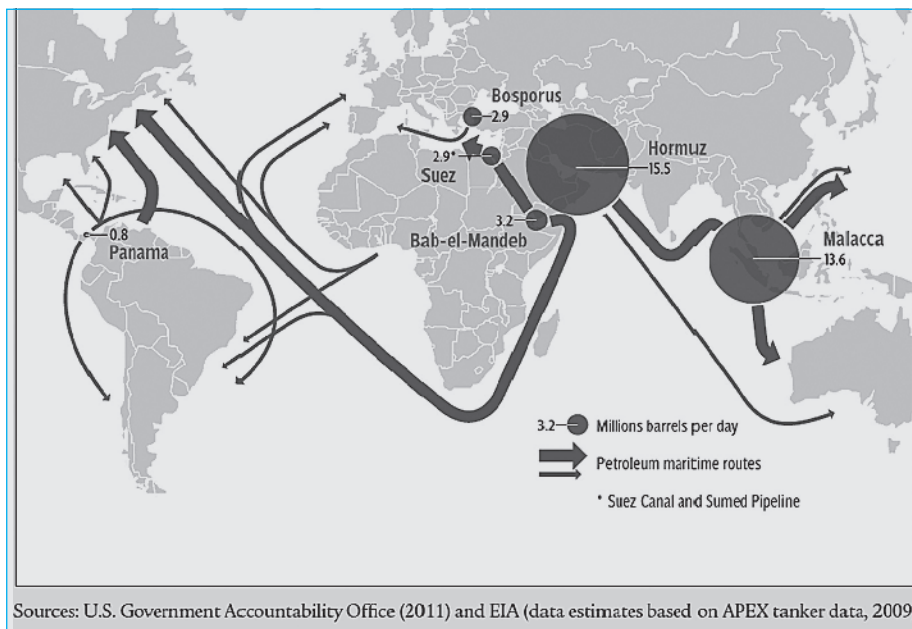 Bosporus
2.9
Hormuz
15.5
2.9*
Suez
3.2
Bab-el-Mandeb
Malacca
13.6
0.8
Panama
3.2 Millions barrels per day
Petroleum maritime routes
* Suez Canal and Sumed Pipeline
Sources: U.S. Government Accountability Office (2011) and EIA (data estimates based on APEX tanker data, 2009